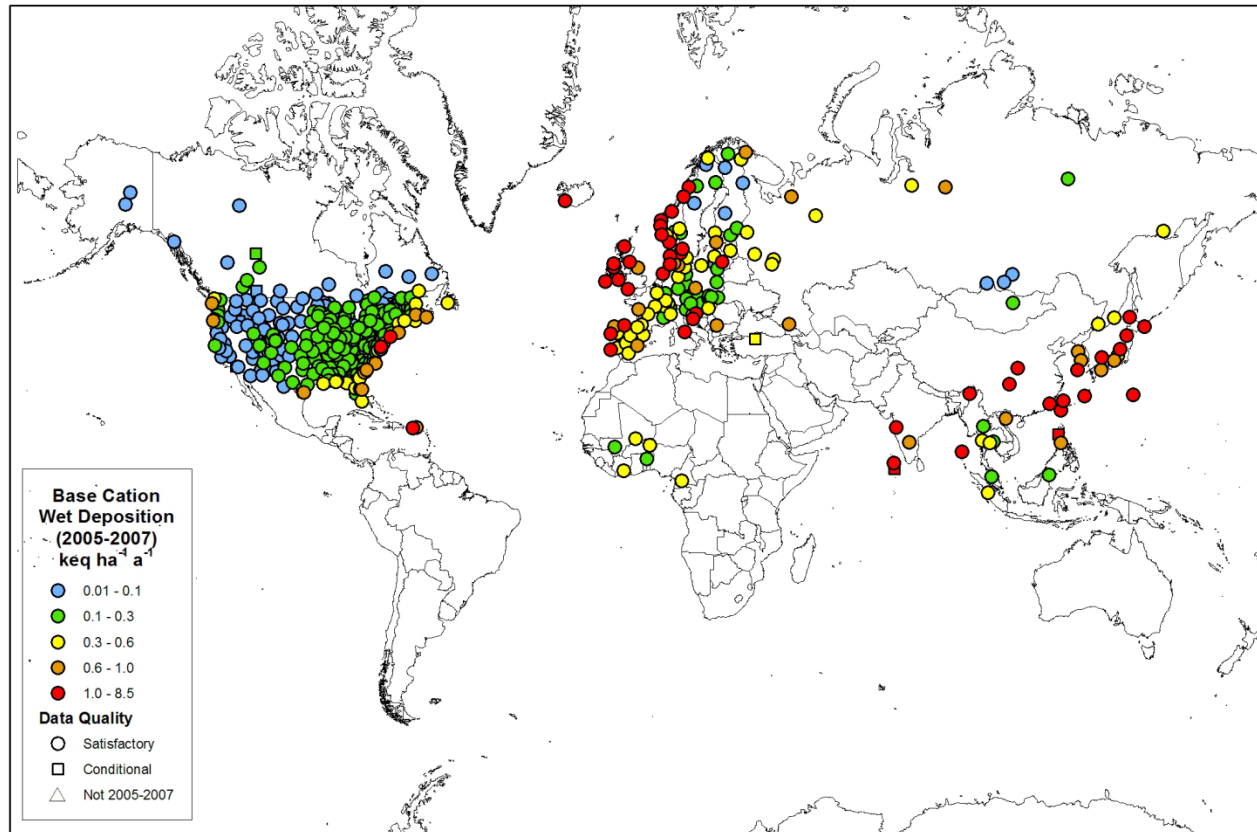 Base Cation
Wet Deposition
(2005-2007)
keq ha⁻¹ a⁻¹
0.01 - 0.1
0.1 - 0.3
0.3 - 0.6
0.6 - 1.0
1.0 - 8.5
Data Quality
Satisfactory
Conditional
Not 2005-2007